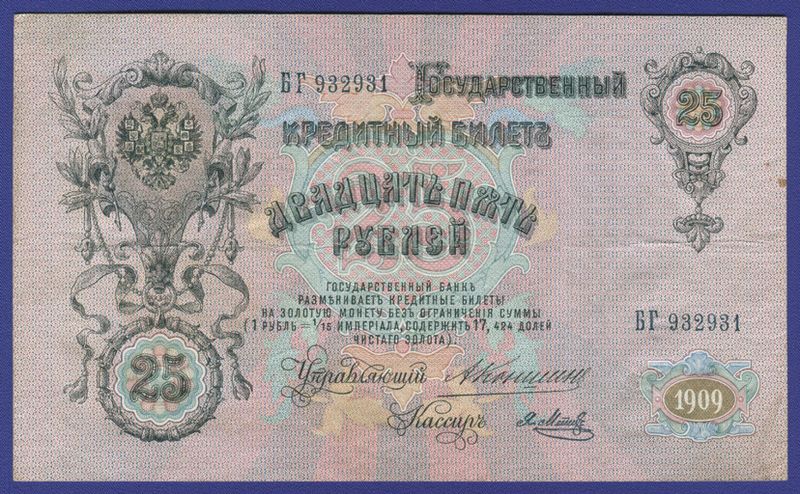 БГ 932931 Государственный
25
Кредитный Билетъ
Двадцать пять
рублей
Государственный Банкъ
размѣниваетъ кредитные билеты
на золотую монету безъ ограниченія суммы
(1 рубль = 1/15 имперіала, содержитъ 17,424 долей
чистаго золота).
БГ 932931
Управляющій
25
Кассиръ
1909